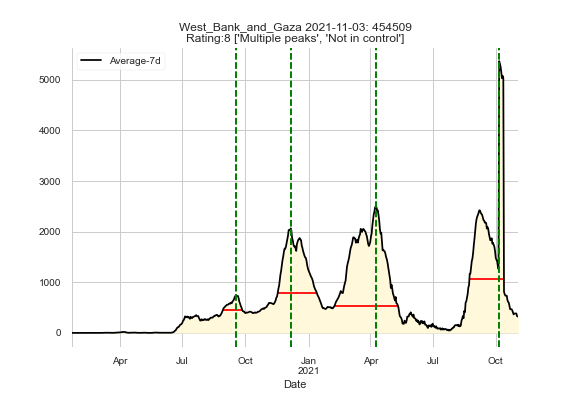 West_Bank_and_Gaza 2021-11-03: 454509
Rating:8 ['Multiple peaks', 'Not in control']
Average-7d
5000
4000
3000
2000
1000
0
Apr
Jul
Oct
Jan
2021
Apr
Jul
Oct
Date